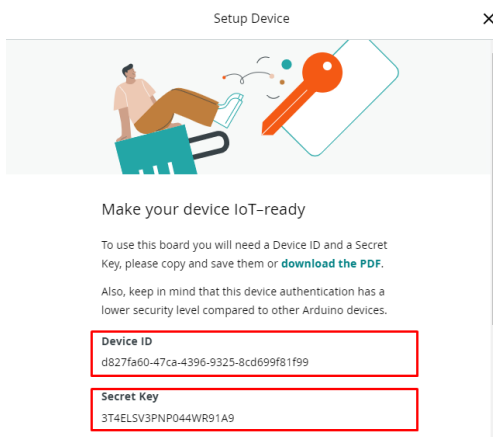 Setup Device
Make your device IoT–ready
To use this board you will need a Device ID and a Secret
Key, please copy and save them or download the PDF.
Also, keep in mind that this device authentication has a
lower security level compared to other Arduino devices.
Device ID
d827fa60-47ca-4396-9325-8cd699f81f99
Secret Key
3T4ELSV3PNP044WR91A9